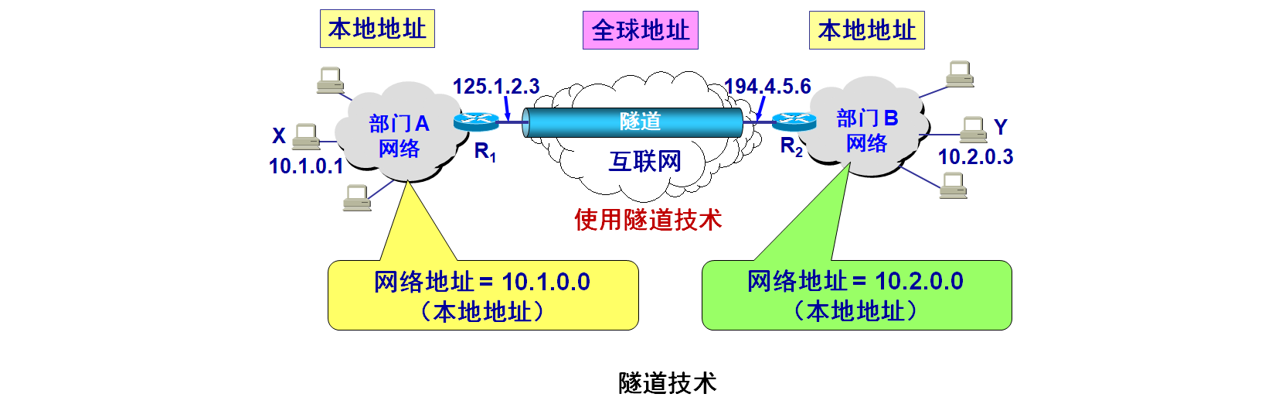 本地地址
全球地址
本地地址
125.1.2.3
194.4.5.6
部门 A
网络
隧道
部门 B
网络
X
10.1.0.1
R1
互联网
R2
Y
10.2.0.3
使用隧道技术
网络地址 = 10.1.0.0
（本地地址）
网络地址 = 10.2.0.0
（本地地址）
隧道技术